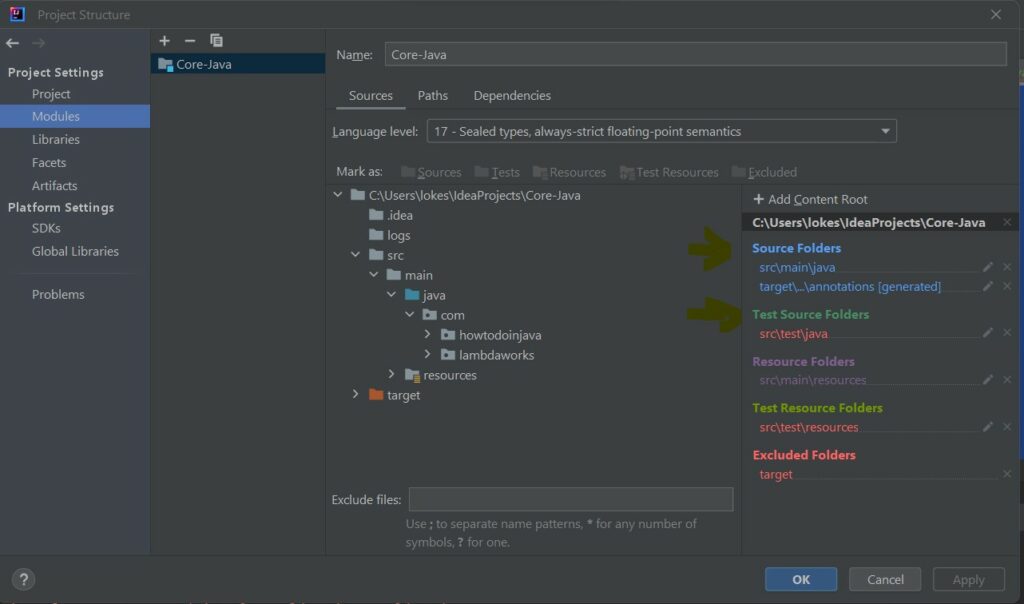 Project Structure
Project Settings
Project
Modules
Libraries
Facets
Artifacts
Platform Settings
SDKs
Global Libraries
Problems
Core-Java
Name: Core-Java
Sources Paths Dependencies
Language level: 17 - Sealed types, always-strict floating-point semantics
Mark as: Sources Tests Resources Test Resources Excluded
C:\Users\lokes\IdeaProjects\Core-Java
.idea
logs
src
main
java
com
howtodoinjava
lambdaworks
resources
target
Exclude files:
Use ; to separate name patterns, * for any number of
symbols, ? for one.
+ Add Content Root
C:\Users\lokes\IdeaProjects\Core-Java
Source Folders
src\main\java
target\...\annotations [generated]
Test Source Folders
src\test\java
Resource Folders
src\main\resources
Test Resource Folders
src\test\resources
Excluded Folders
target
?
OK Cancel Apply